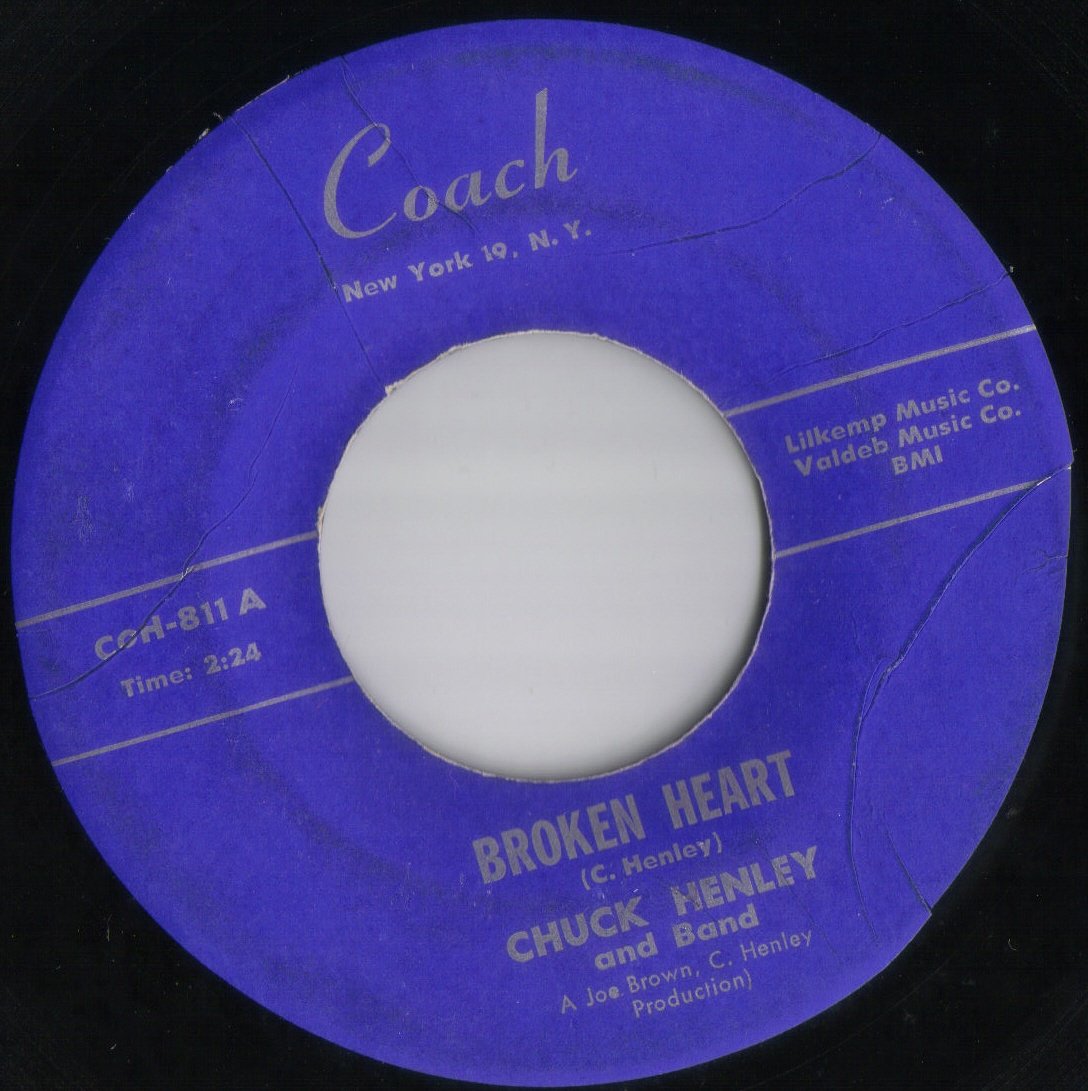 Coach
New York 19, N. Y.
Lilkemp Music Co.
Valdeb Music Co.
BMI
COH-811 A
Time: 2:24
BROKEN HEART
(C. Henley)
CHUCK HENLEY
and Band
A Joe Brown, C. Henley
Production)